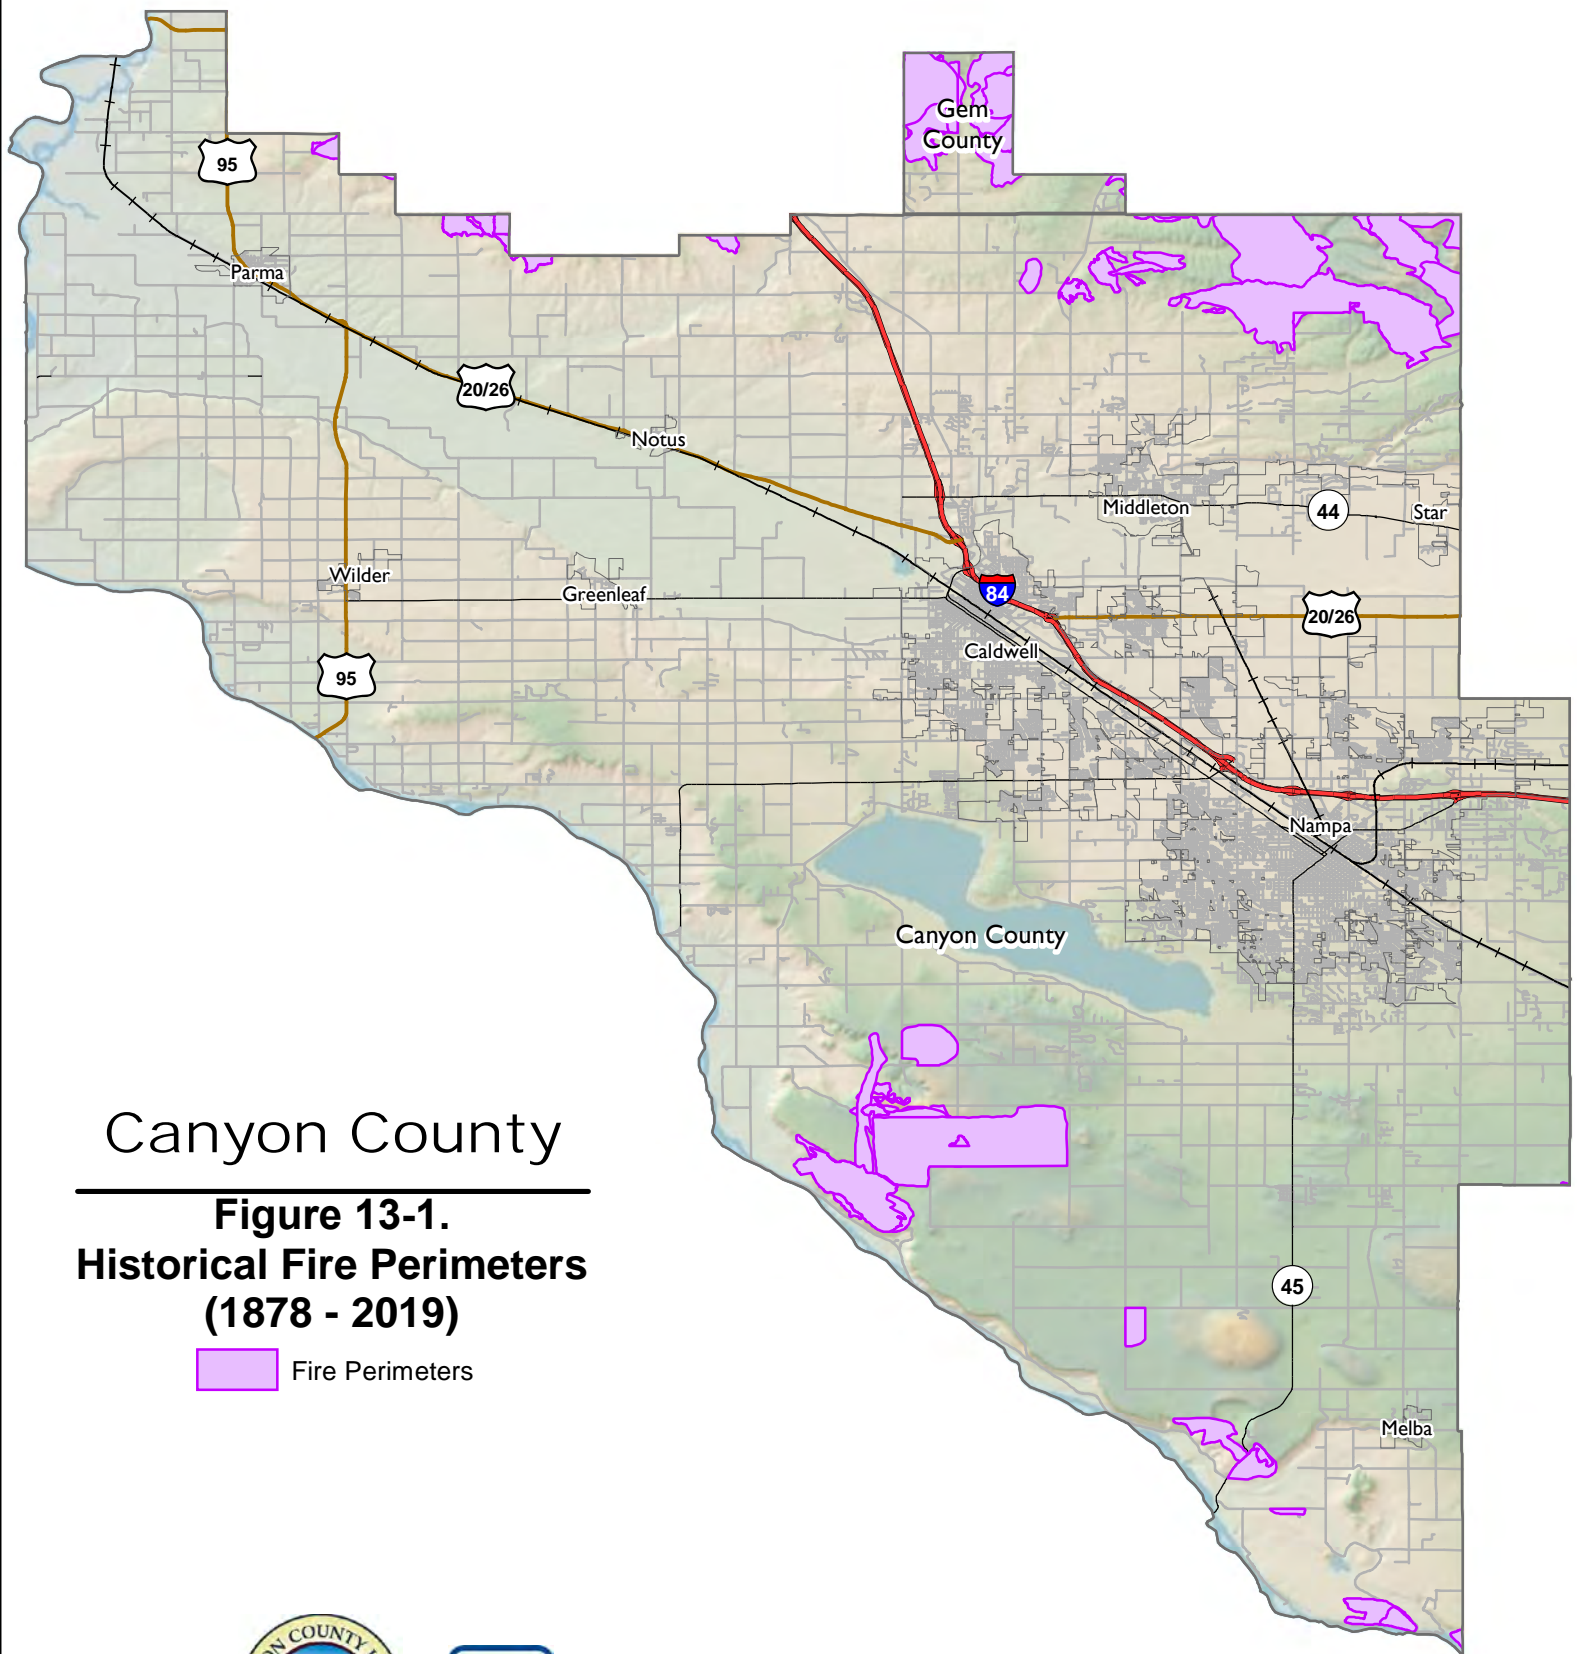 Gem
County
95
Parma
20/26
Notus
Middleton
44
Star
Wilder
Greenleaf
84
20/26
Caldwell
95
Nampa
Canyon County
Canyon County
Figure 13-1.
Historical Fire Perimeters
(1878 - 2019)
Fire Perimeters
45
Melba
COUNTY